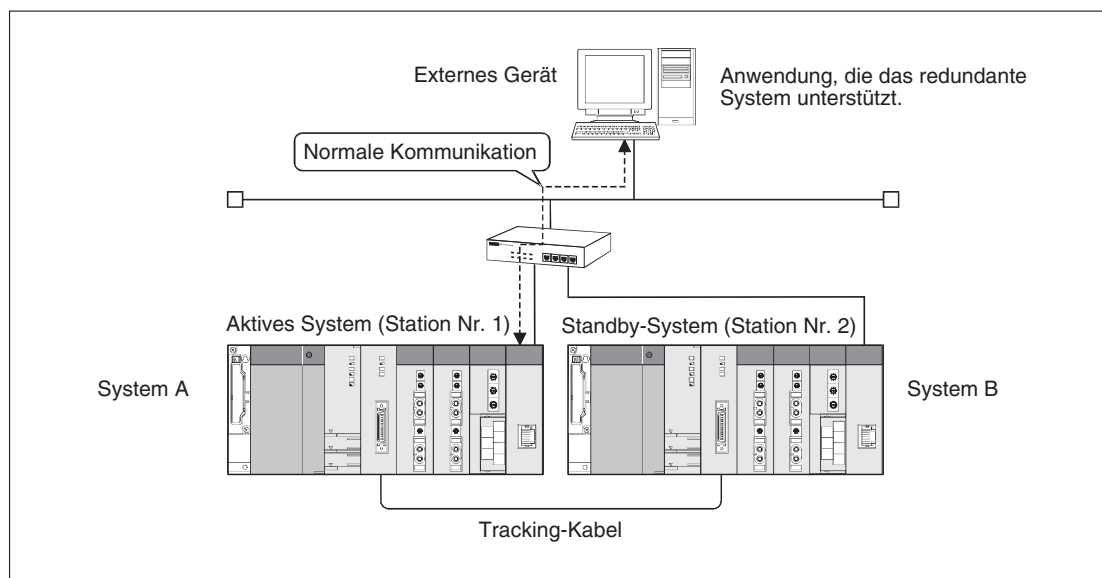 Externes Gerät
Anwendung, die das redundante
System unterstützt.
Normale Kommunikation
Aktives System (Station Nr. 1)
Standby-System (Station Nr. 2)
System A
System B
Tracking-Kabel